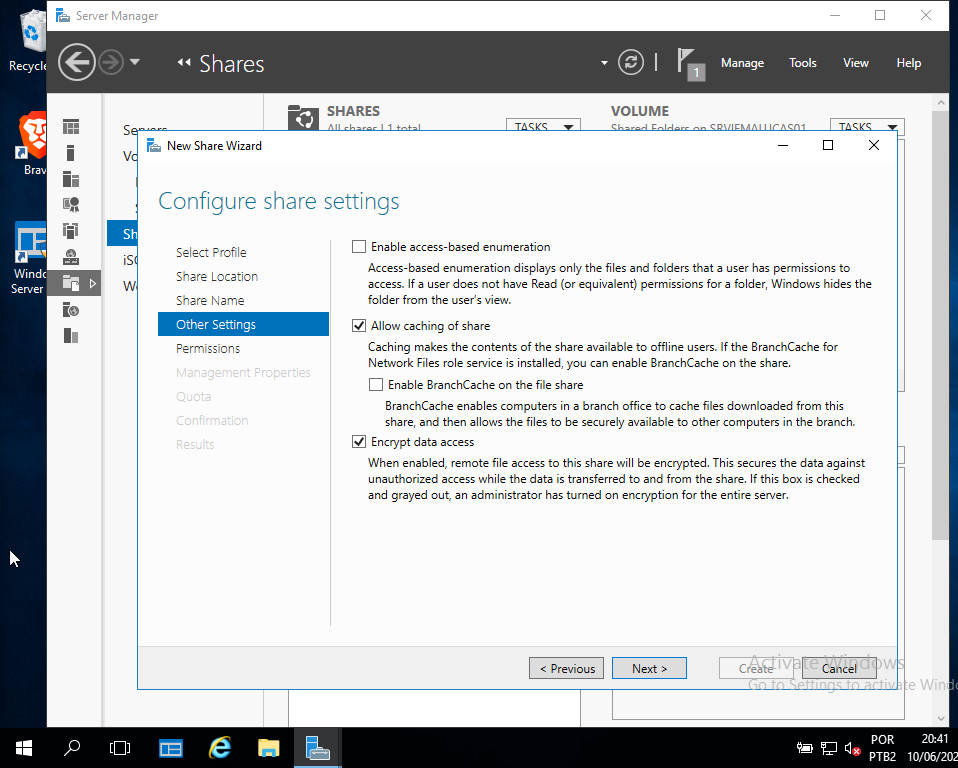 Server Manager
Recycle
Shares
1
Manage
Tools
View
Help
SHARES
All shares | 1 total
TASKS
VOLUME
Shared Folders on SRVIFMALUCAS01
TASKS
Servers
Vo
Sh
iSC
Wo
Brav
Windo
Server
New Share Wizard
Configure share settings
Select Profile
Share Location
Share Name
Other Settings
Permissions
Management Properties
Quota
Confirmation
Results
Enable access-based enumeration
Access-based enumeration displays only the files and folders that a user has permissions to
access. If a user does not have Read (or equivalent) permissions for a folder, Windows hides the
folder from the user's view.
Allow caching of share
Caching makes the contents of the share available to offline users. If the BranchCache for
Network Files role service is installed, you can enable BranchCache on the share.
Enable BranchCache on the file share
BranchCache enables computers in a branch office to cache files downloaded from this
share, and then allows the files to be securely available to other computers in the branch.
Encrypt data access
When enabled, remote file access to this share will be encrypted. This secures the data against
unauthorized access while the data is transferred to and from the share. If this box is checked
and grayed out, an administrator has turned on encryption for the entire server.
< Previous
Next >
Create
Cancel
Activate Windows
Go to Settings to activate Windo
POR
PTB2
20:41
10/06/202